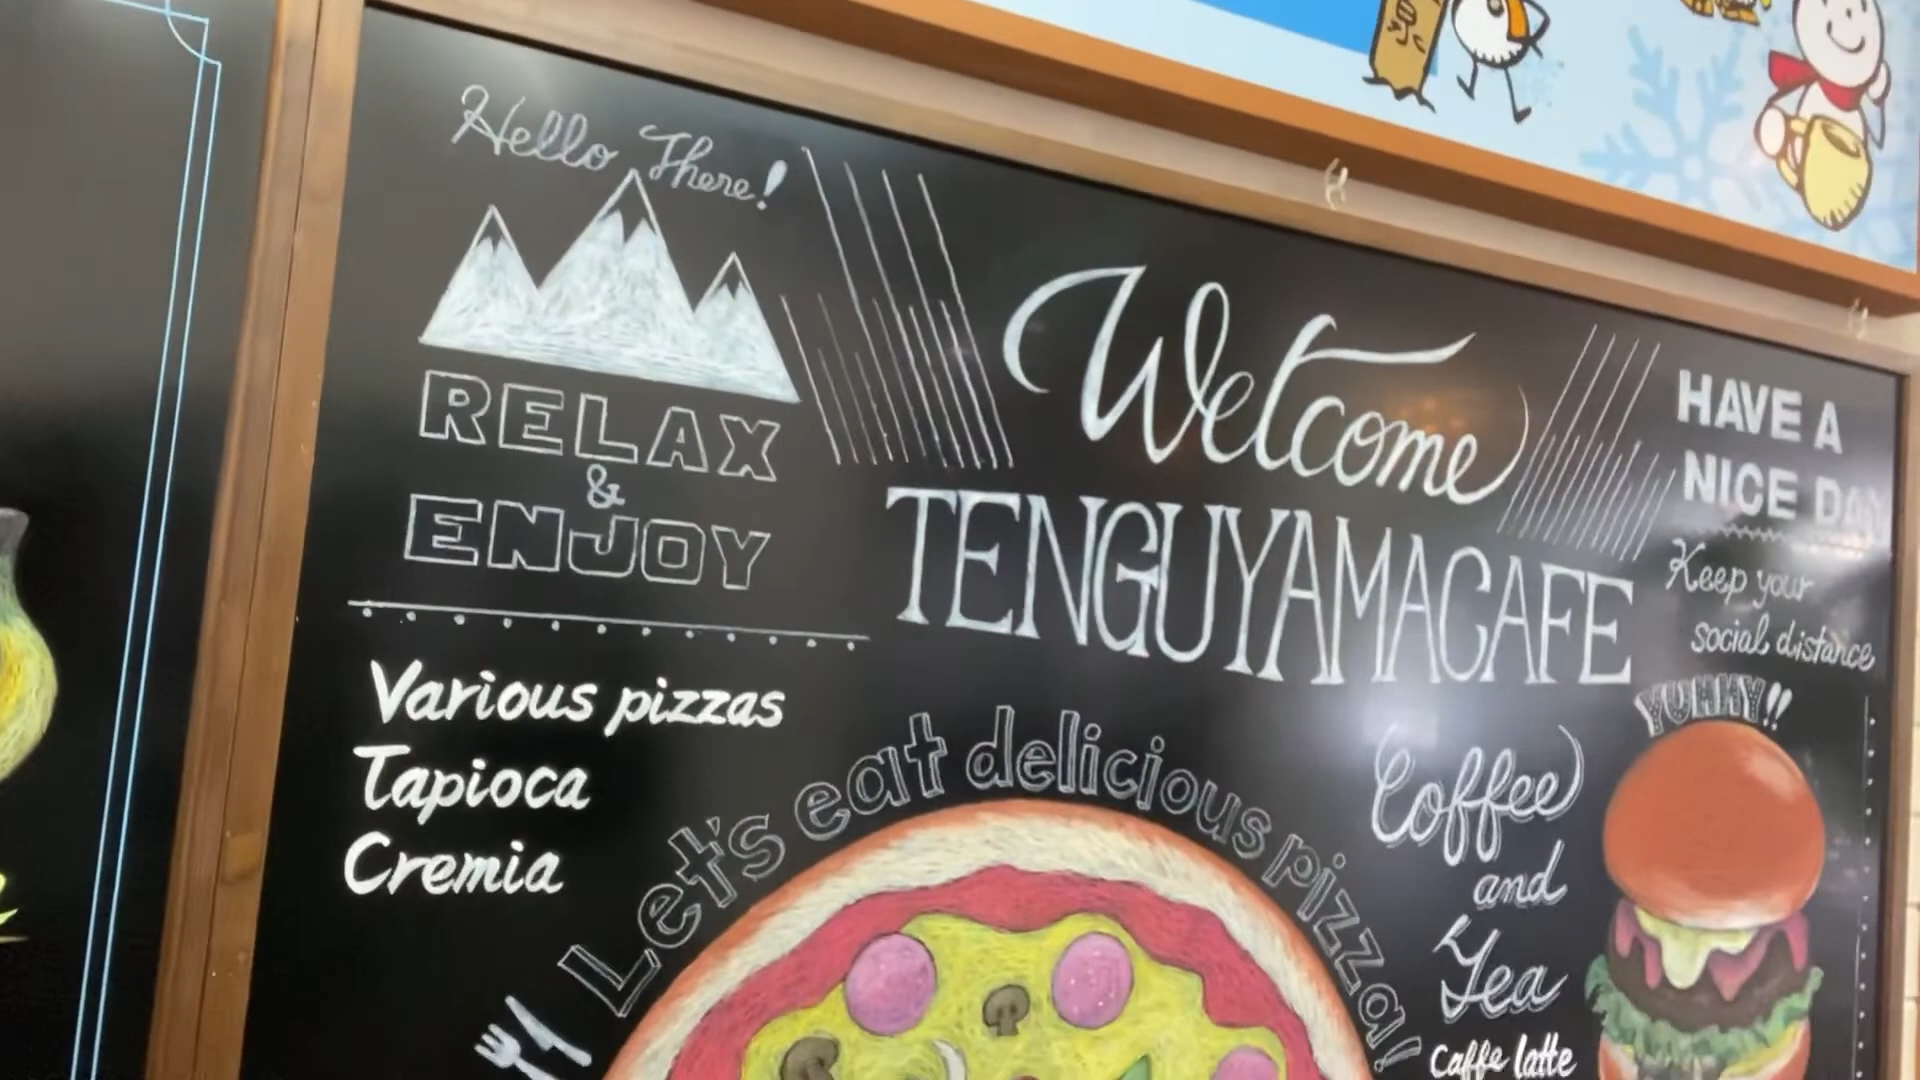 Hello There!
RELAX
&
ENJOY
Welcome
TENGUYAMACAFE
HAVE A
NICE DAY
Keep your
social distance
YUMMY!!
Various pizzas
Tapioca
Cremia
Let's eat delicious pizza!
Coffee
and
Tea
Caffe latte